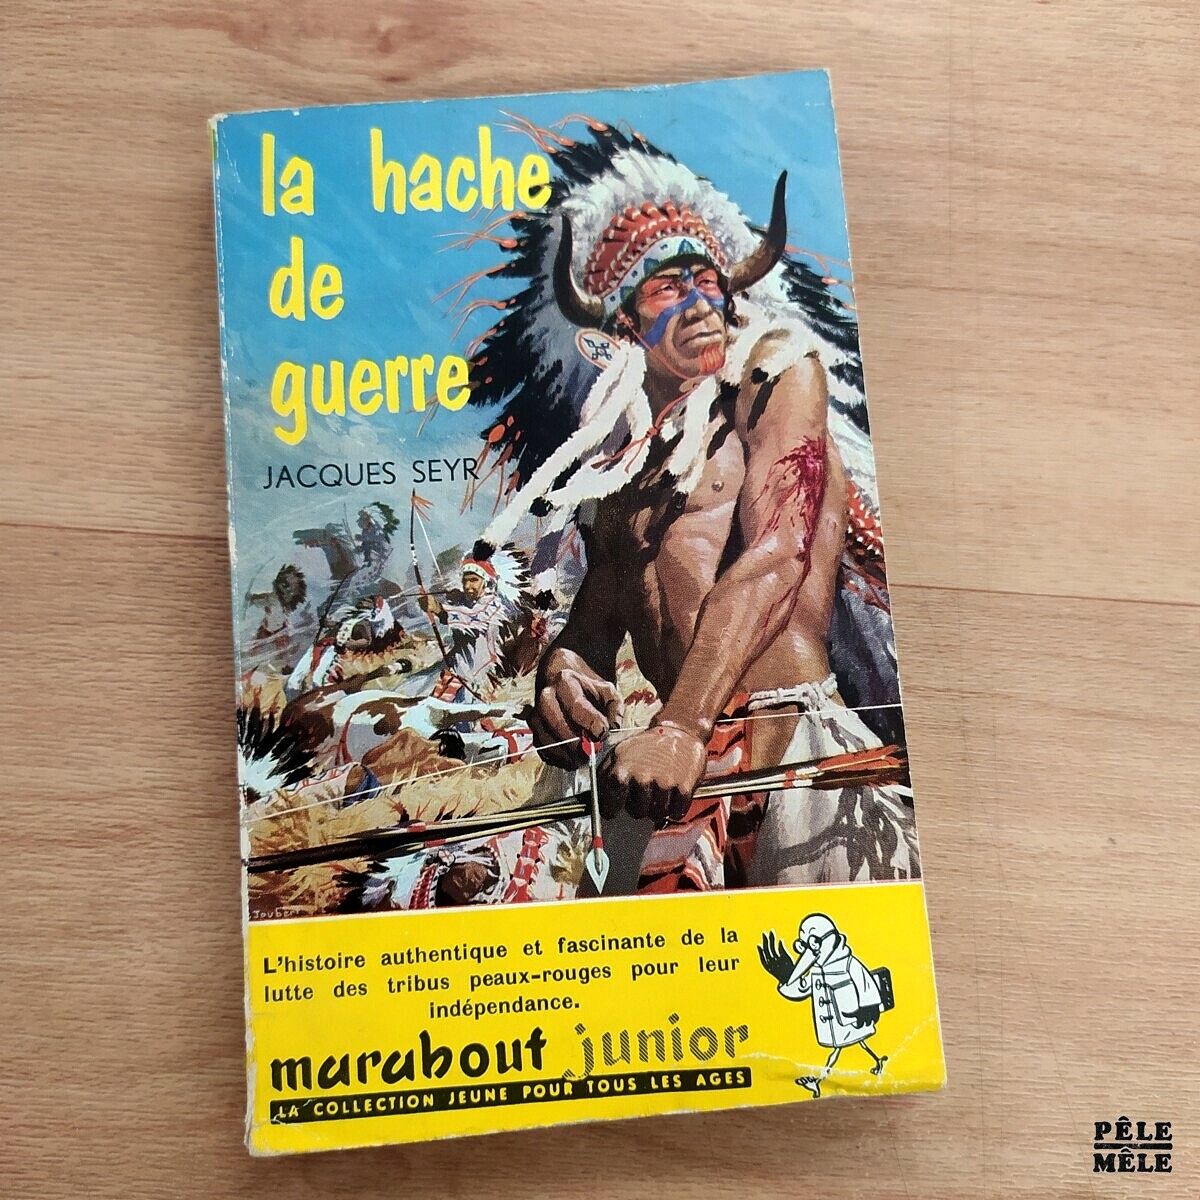 la hache
de
guerre
JACQUES SEYR
Joubert
L'histoire authentique et fascinante de la
lutte des tribus peaux-rouges pour leur
indépendance.
marabout junior
LA COLLECTION JEUNE POUR TOUS LES AGES
PÊLE
MÊLE